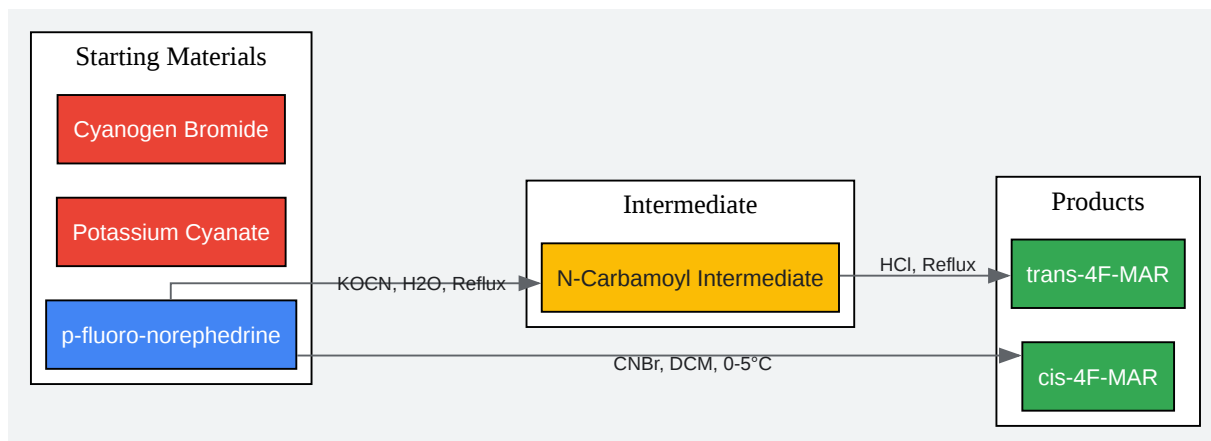 Starting Materials
Cyanogen Bromide
Potassium Cyanate
p-fluoro-norephedrine
KOCN, H2O, Reflux
CNBr, DCM, 0-5°C
Intermediate
N-Carbamoyl Intermediate
HCl, Reflux
Products
trans-4F-MAR
cis-4F-MAR